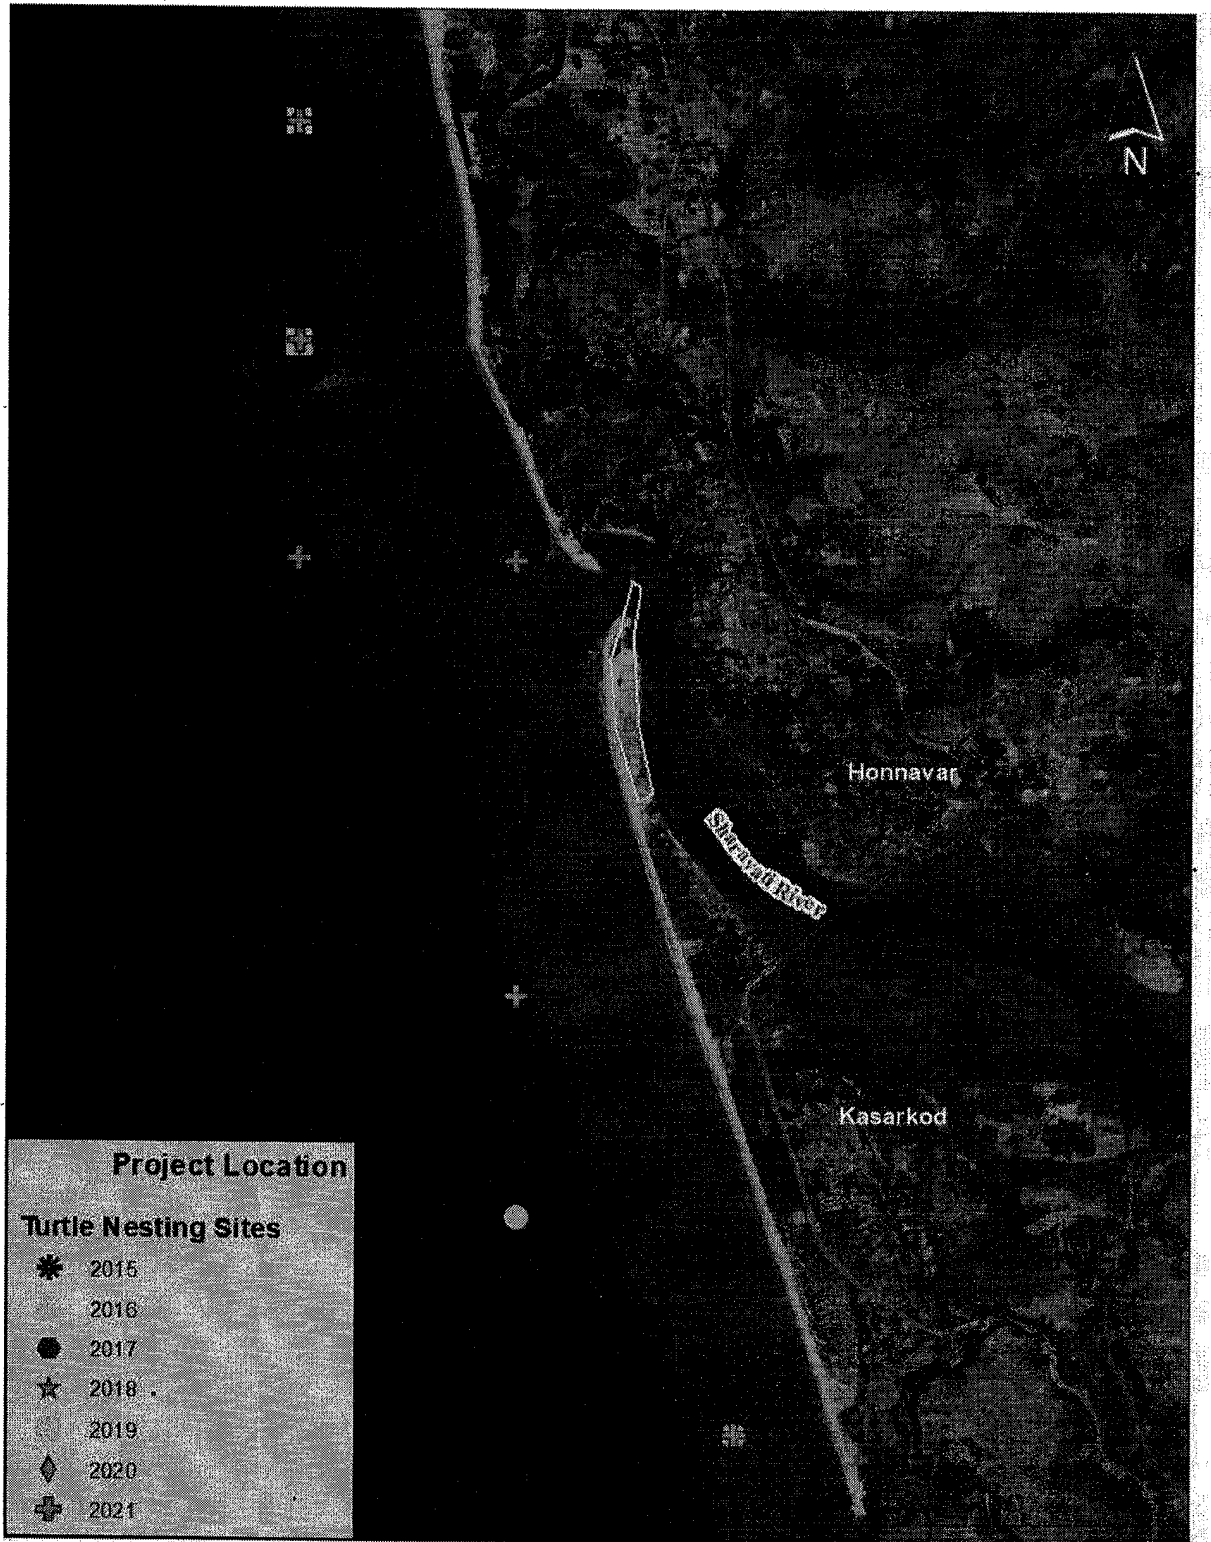 N
Honnavar
Sharavati River
Kasarkod
Project Location
Turtle Nesting Sites
2015
2016
2017
2018
2019
2020
2021